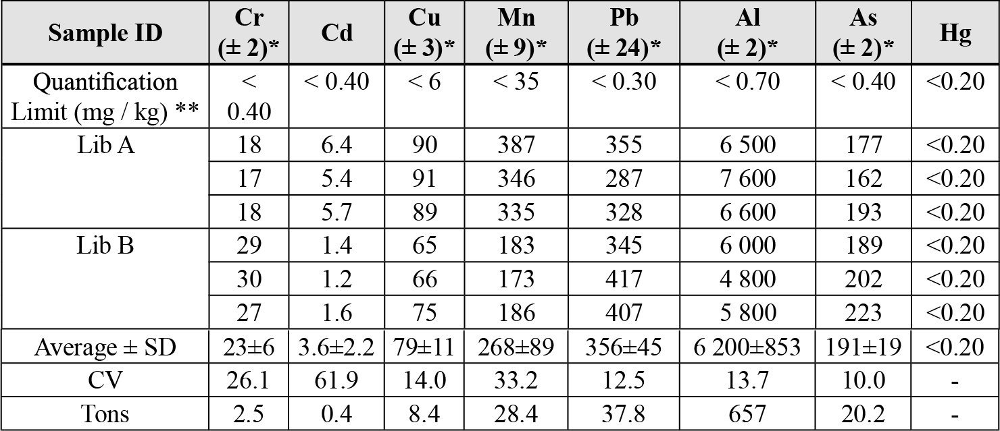 Sample ID Cr (± 2)* Cd Cu (± 3)* Mn (± 9)* Pb (± 24)* Al (± 2)* As (± 2)* Hg
Quantification Limit (mg / kg) ** < 0.40 < 0.40 < 6 < 35 < 0.30 < 0.70 < 0.40 <0.20
Lib A 18 6.4 90 387 355 6 500 177 <0.20
17 5.4 91 346 287 7 600 162 <0.20
18 5.7 89 335 328 6 600 193 <0.20
Lib B 29 1.4 65 183 345 6 000 189 <0.20
30 1.2 66 173 417 4 800 202 <0.20
27 1.6 75 186 407 5 800 223 <0.20
Average ± SD 23±6 3.6±2.2 79±11 268±89 356±45 6 200±853 191±19 <0.20
CV 26.1 61.9 14.0 33.2 12.5 13.7 10.0 -
Tons 2.5 0.4 8.4 28.4 37.8 657 20.2 -